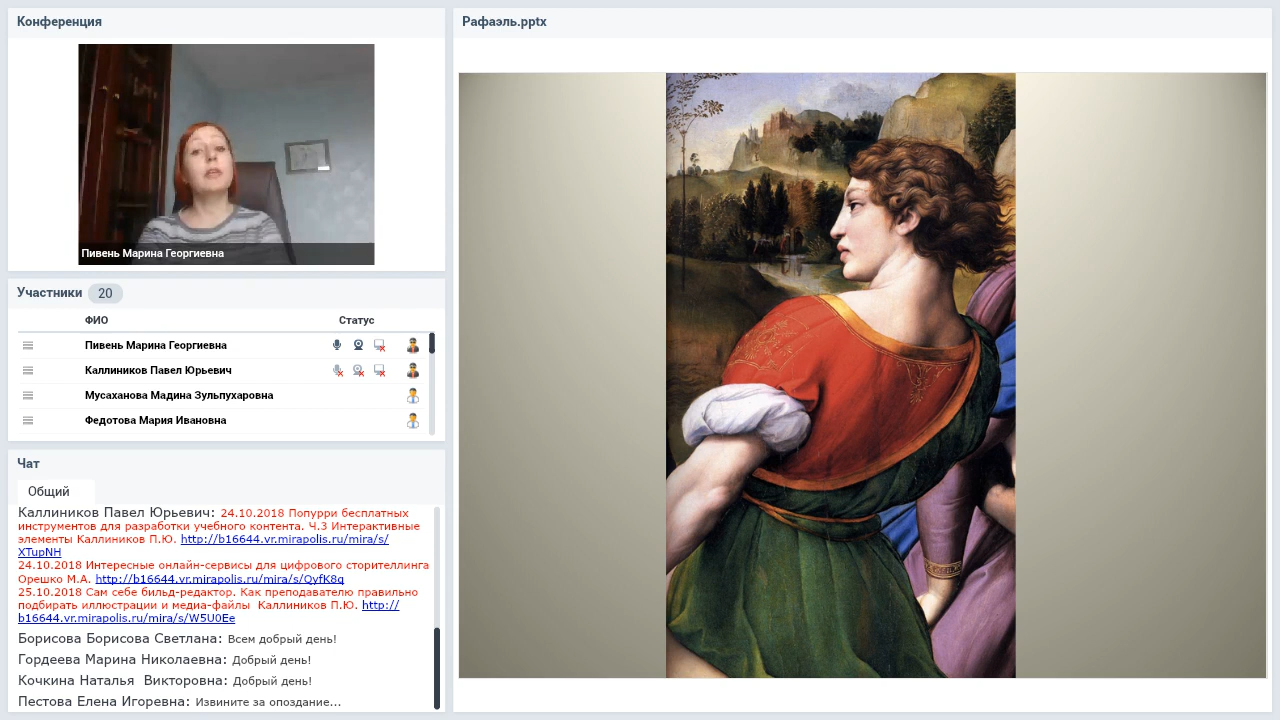 Конференция
Пивень Марина Георгиевна
Участники 20
ФИО Статус
Пивень Марина Георгиевна
Каллиников Павел Юрьевич
Мусаханова Мадина Зульпухаровна
Федотова Мария Ивановна
Чат
Общий
Каллиников Павел Юрьевич: 24.10.2018 Попурри бесплатных
инструментов для разработки учебного контента. Ч.3 Интерактивные
элементы Каллиников П.Ю. http://b16644.vr.mirapolis.ru/mira/s/
XTupNH
24.10.2018 Интересные онлайн-сервисы для цифрового сторителлинга
Орешко М.А. http://b16644.vr.mirapolis.ru/mira/s/QyfK8q
25.10.2018 Сам себе бильд-редактор. Как преподавателю правильно
подбирать иллюстрации и медиа-файлы Каллиников П.Ю. http://
b16644.vr.mirapolis.ru/mira/s/W5U0Ee
Борисова Борисова Светлана: Всем добрый день!
Гордеева Марина Николаевна: Добрый день!
Кочкина Наталья Викторовна: Добрый день!
Пестова Елена Игоревна: Извините за опоздание...
Рафаэль.pptx